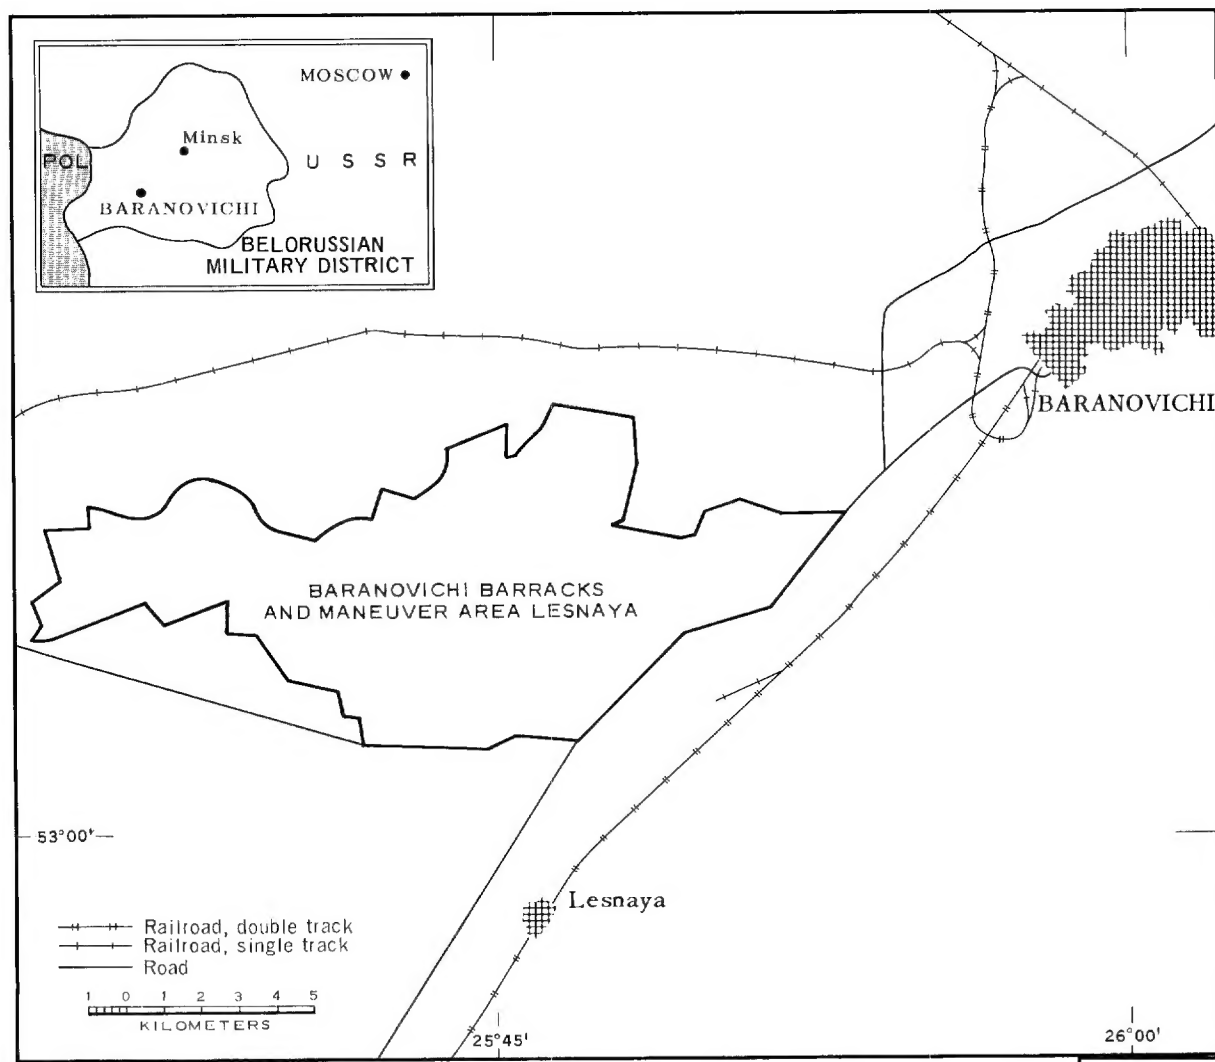 MOSCOW
Minsk
POL
U S S R
BARANOVICHI
BELORUSSIAN
MILITARY DISTRICT
BARANOVICHI
BARANOVICHI BARRACKS
AND MANEUVER AREA LESNAYA
53°00'
Lesnaya
Railroad, double track
Railroad, single track
Road
1 0 1 2 3 4 5
KILOMETERS
25°45'
26°00'